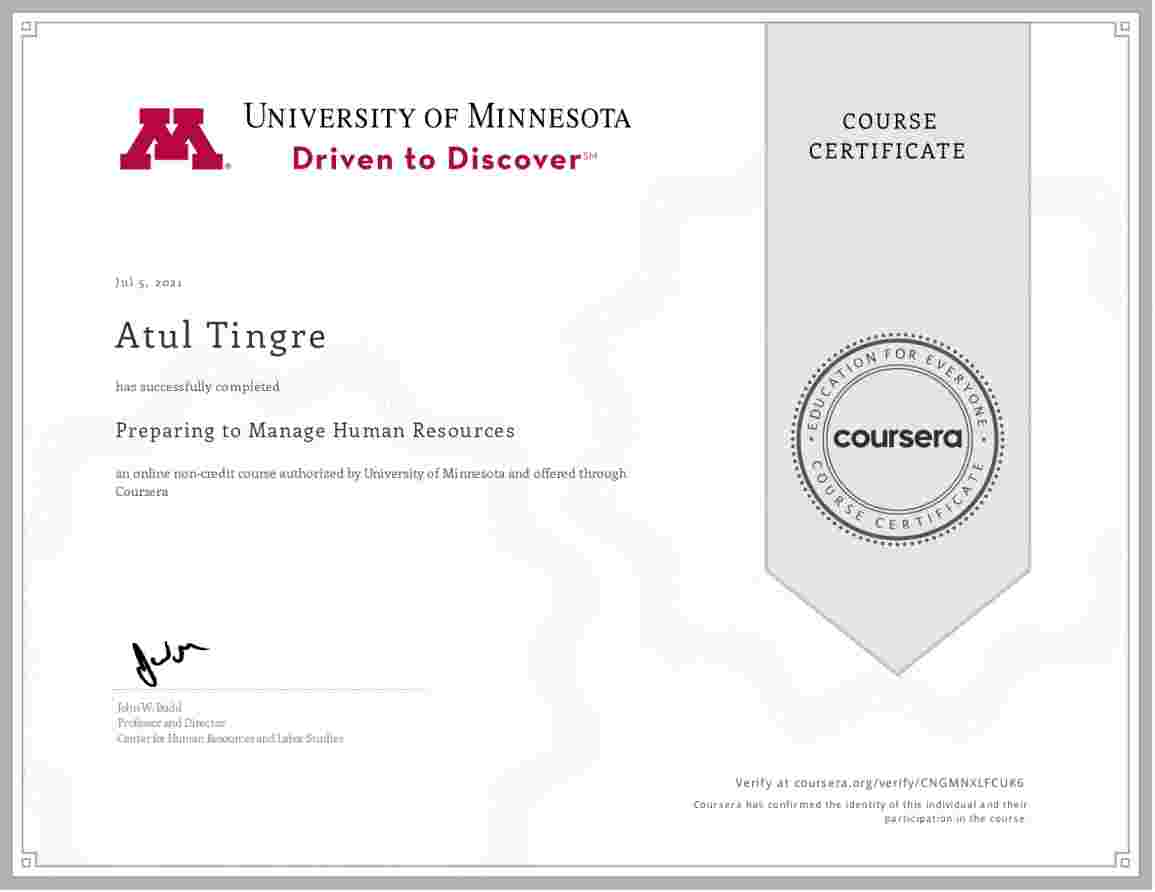 UNIVERSITY OF MINNESOTA
Driven to Discover℠
COURSE
CERTIFICATE
Jul 5, 2021
Atul Tingre
has successfully completed
Preparing to Manage Human Resources
an online non-credit course authorized by University of Minnesota and offered through
Coursera
EDUCATION FOR EVERYONE
coursera
COURSE CERTIFICATE
John W. Budd
Professor and Director
Center for Human Resources and Labor Studies
Verify at coursera.org/verify/CNGMNXLFCUK6
Coursera has confirmed the identity of this individual and their
participation in the course.